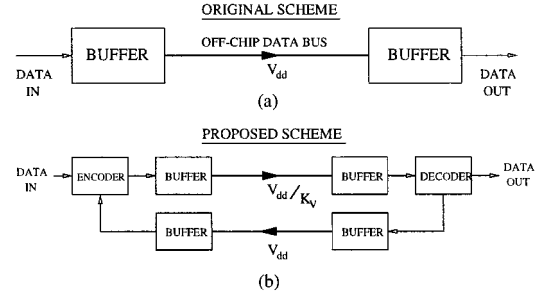 ORIGINAL SCHEME
BUFFER OFF-CHIP DATA BUS BUFFER
DATA IN
V_dd
DATA OUT
(a)
PROPOSED SCHEME
DATA IN
ENCODER BUFFER BUFFER DECODER
DATA OUT
V_dd / K_V
BUFFER BUFFER
V_dd
(b)